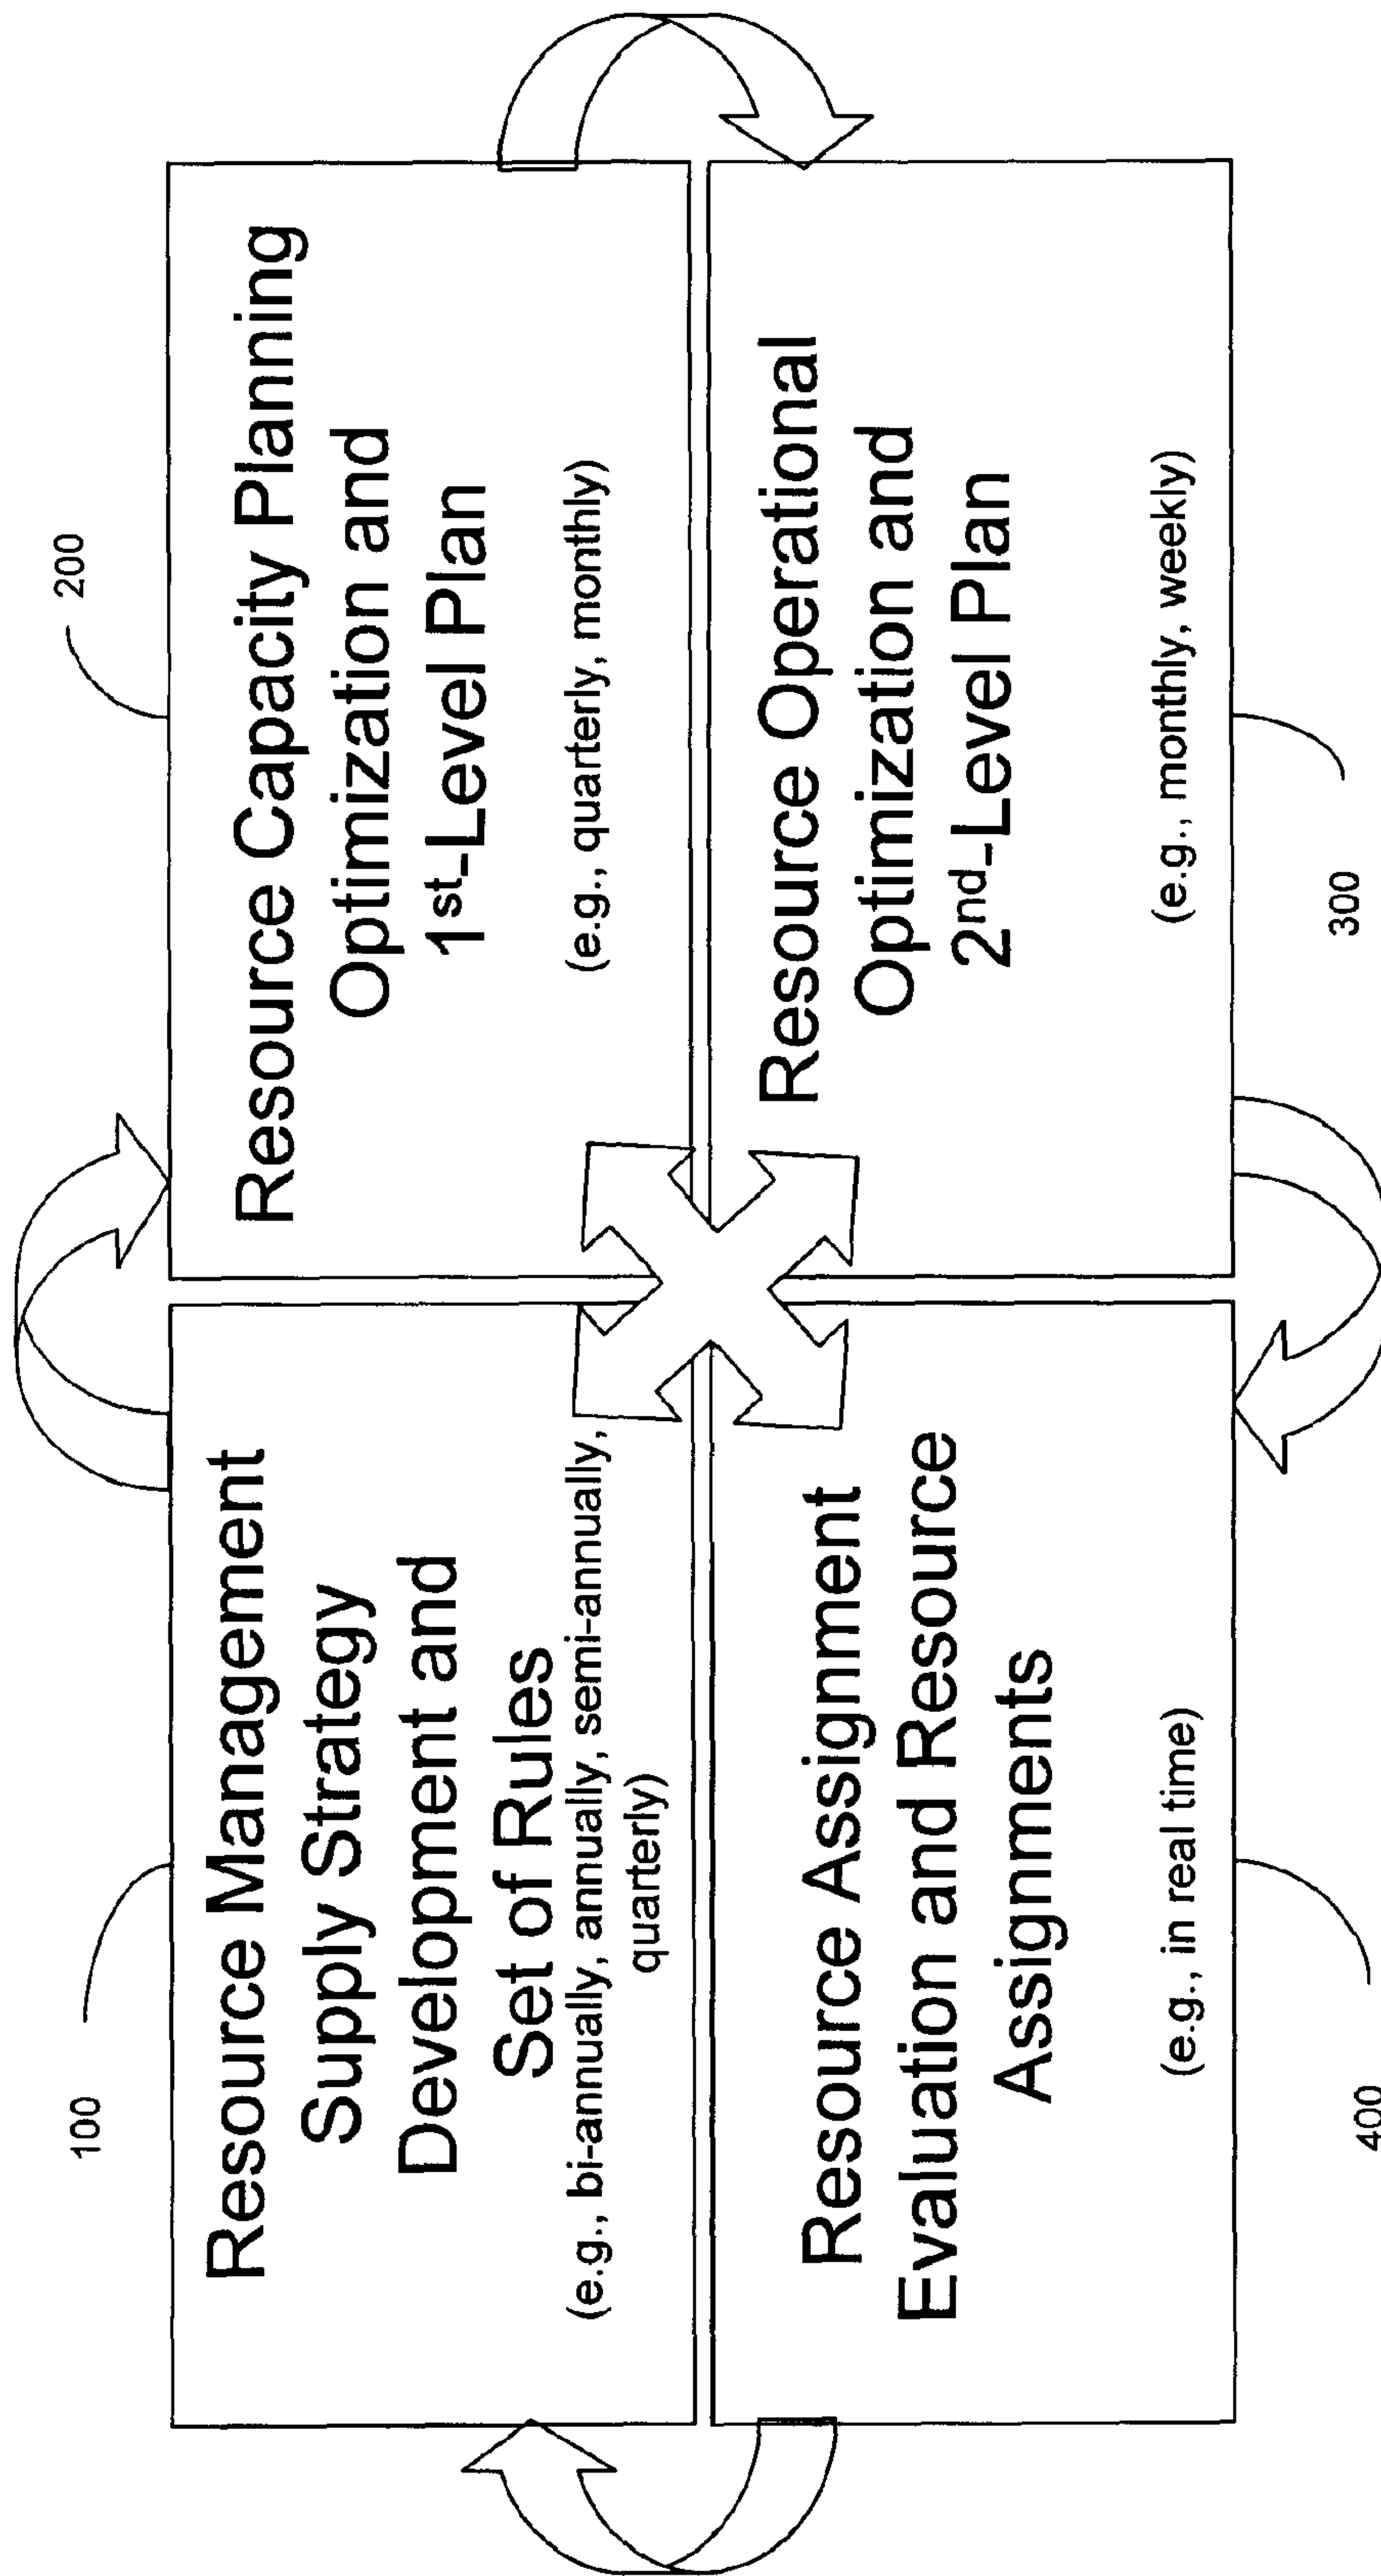 100
Resource Management
Supply Strategy
Development and
Set of Rules
(e.g., bi-annually, annually, semi-annually,
quarterly)
200
Resource Capacity Planning
Optimization and
1st-Level Plan
(e.g., quarterly, monthly)
Resource Assignment
Evaluation and Resource
Assignments
(e.g., in real time)
400
Resource Operational
Optimization and
2nd-Level Plan
(e.g., monthly, weekly)
300